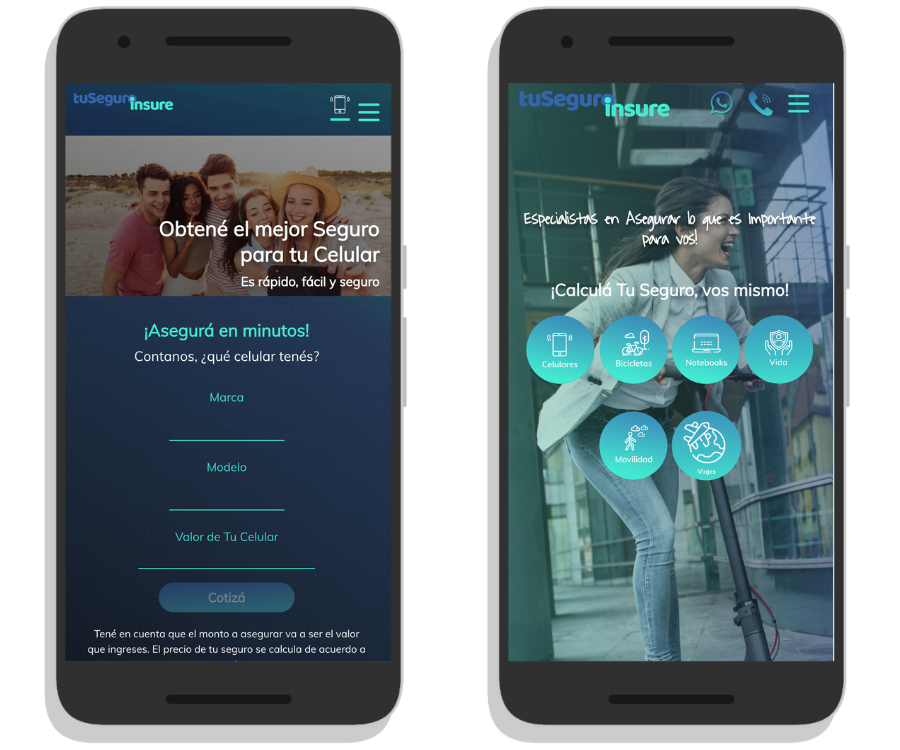 tuSeguro
insure
Obtené el mejor Seguro
para tu Celular
Es rápido, fácil y seguro
¡Asegurá en minutos!
Contanos, ¿qué celular tenés?
Marca
Modelo
Valor de Tu Celular
Cotizá
Tené en cuenta que el monto a asegurar va a ser el valor
que ingreses. El precio de tu seguro se calcula de acuerdo a
tuSeguro
insure
Especialistas en Asegurar lo que es Importante
para vos!
¡Calculá Tu Seguro, vos mismo!
Celulares
Bicicletas
Notebooks
Vida
Movilidad
Viajes